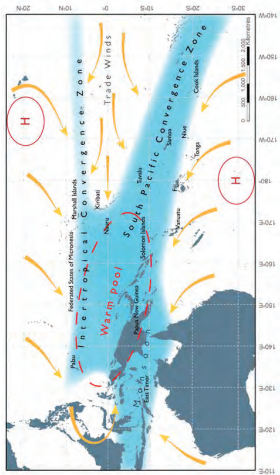 20°N
10°N
0°
10°S
20°S
30°S
110°E
120°E
130°E
140°E
150°E
160°E
170°E
180°
170°W
160°W
150°W
140°W
H
H
Intertropical Convergence Zone
Trade Winds
South Pacific Convergence Zone
Warm pool
Monsoon
Palau
Federated States of Micronesia
Marshall Islands
Nauru
Kiribati
Papua New Guinea
Solomon Islands
East Timor
Tuvalu
Vanuatu
Fiji
Tonga
Samoa
Niue
Cook Islands
0 500 1,000 1,500 2,000
Kilometres